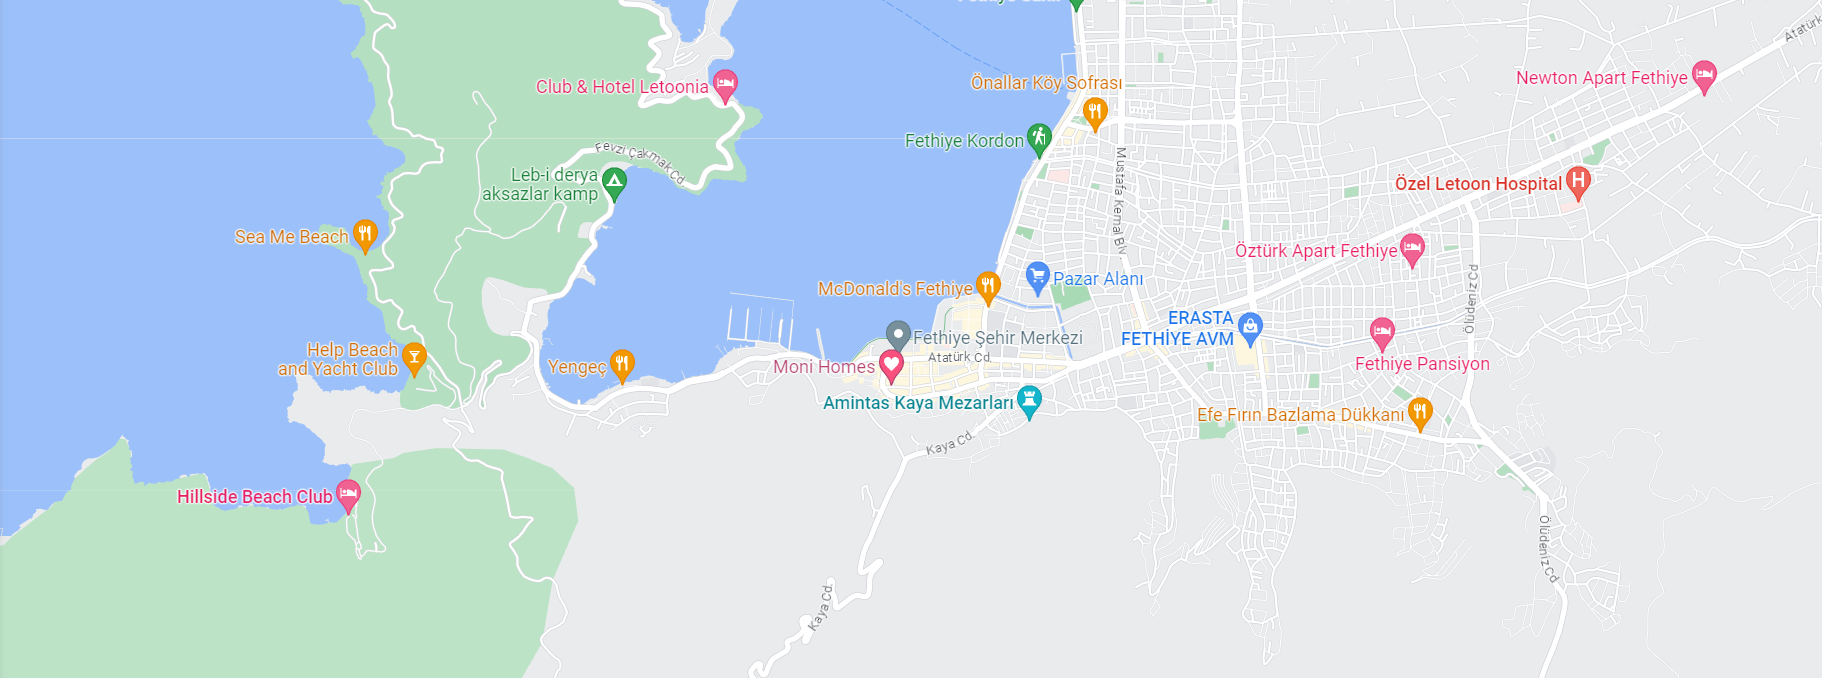 Atatürk
Club & Hotel Letoonia
Önallar Köy Sofrası
Newton Apart Fethiye
Fethiye Kordon
Fevzi Çakmak Cd.
Leb-i derya
aksazlar kamp
Mustafa Kemal Blv.
Özel Letoon Hospital
Sea Me Beach
Öztürk Apart Fethiye
McDonald's Fethiye
Pazar Alanı
Ölüdeniz Cd
ERASTA
FETHİYE AVM
Fethiye Şehir Merkezi
Atatürk Cd.
Help Beach
and Yacht Club
Yengeç
Moni Homes
Fethiye Pansiyon
Amintas Kaya Mezarları
Efe Fırın Bazlama Dükkanı
Kaya Cd.
Hillside Beach Club
Ölüdeniz Cd
Kaya Cd.